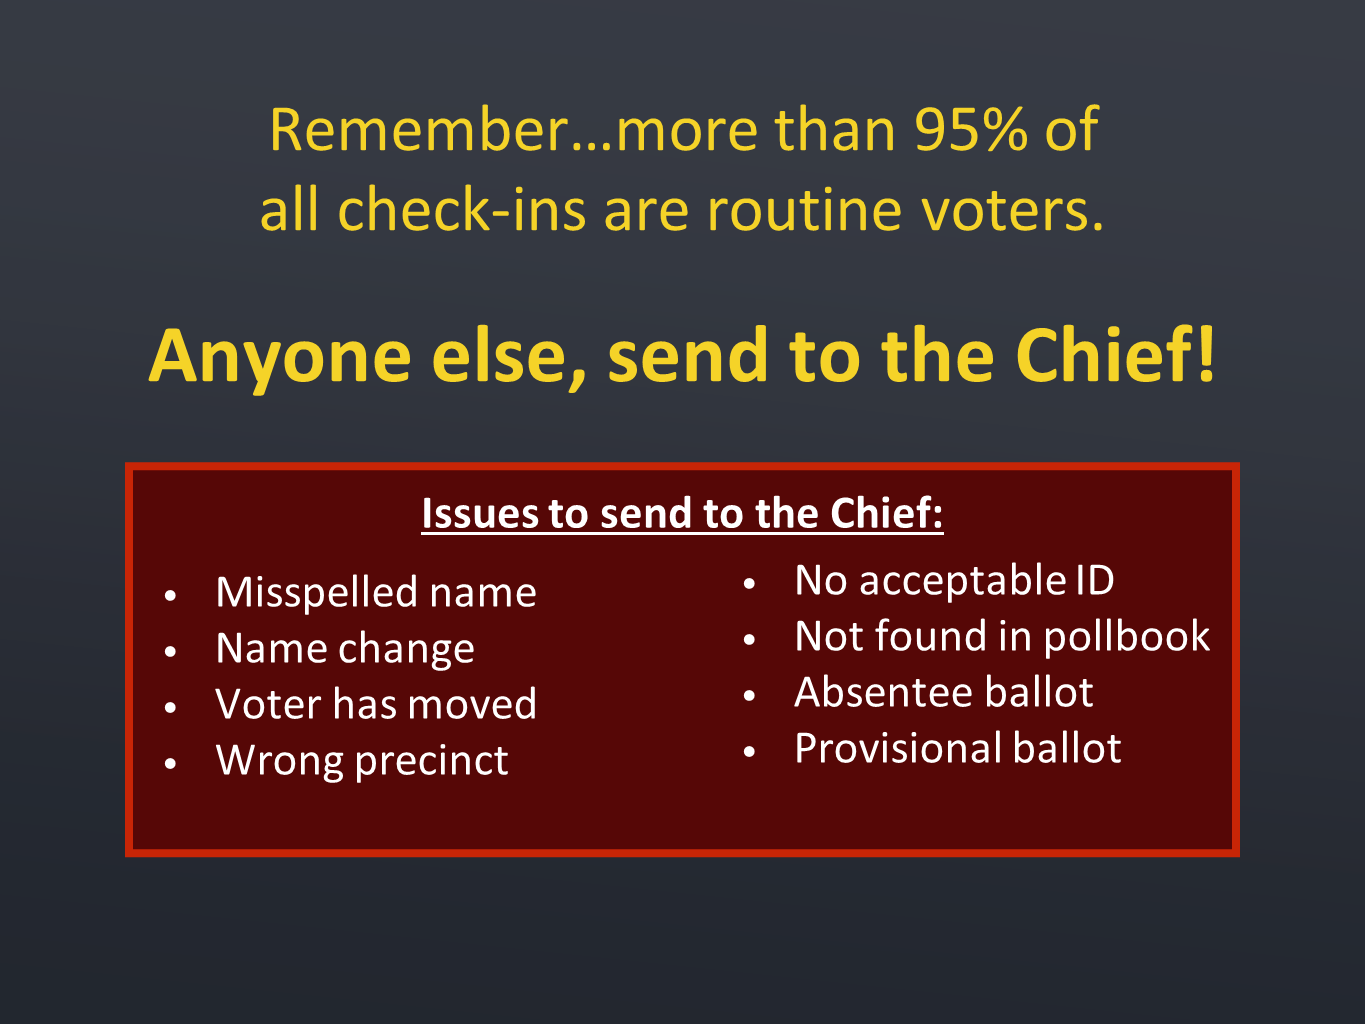 Remember…more than 95% of
all check-ins are routine voters.
Anyone else, send to the Chief!
Issues to send to the Chief:
• Misspelled name
• Name change
• Voter has moved
• Wrong precinct
• No acceptable ID
• Not found in pollbook
• Absentee ballot
• Provisional ballot